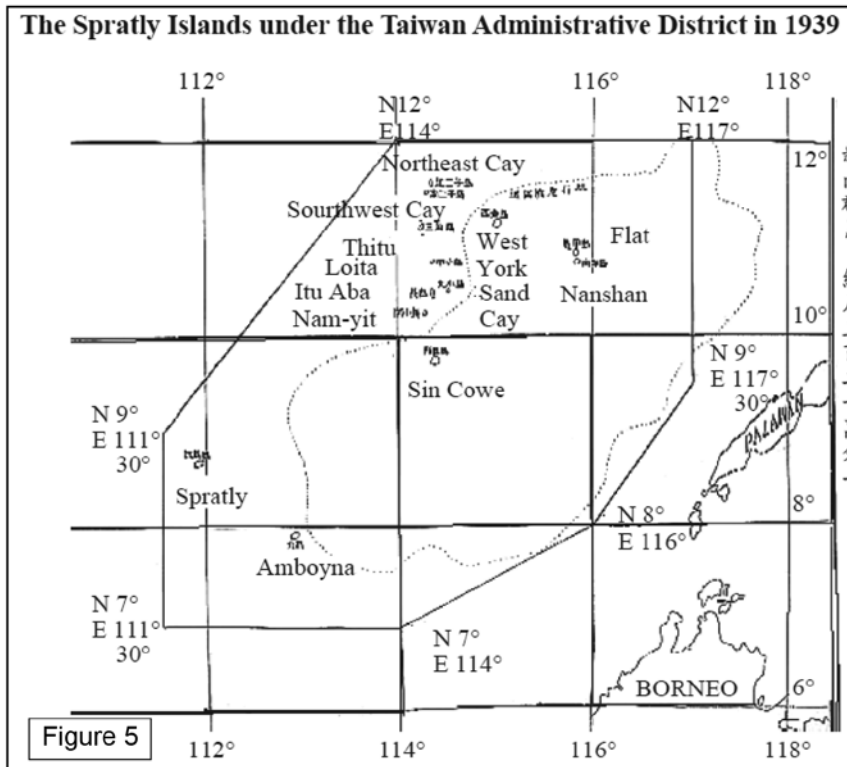 The Spratly Islands under the Taiwan Administrative District in 1939
112°
116°
118°
N12°
E114°
N12°
E117°
12°
Northeast Cay
Sourthwest Cay
Thitu
Loita
Itu Aba
Nam-yit
West
York
Sand
Cay
Flat
Nanshan
10°
Sin Cowe
N 9°
E 117°
30°
PALAWAN
N 9°
E 111°
30°
Spratly
8°
N 8°
E 116°
Amboyna
N 7°
E 111°
30°
N 7°
E 114°
BORNEO
6°
Figure 5
112°
114°
116°
118°